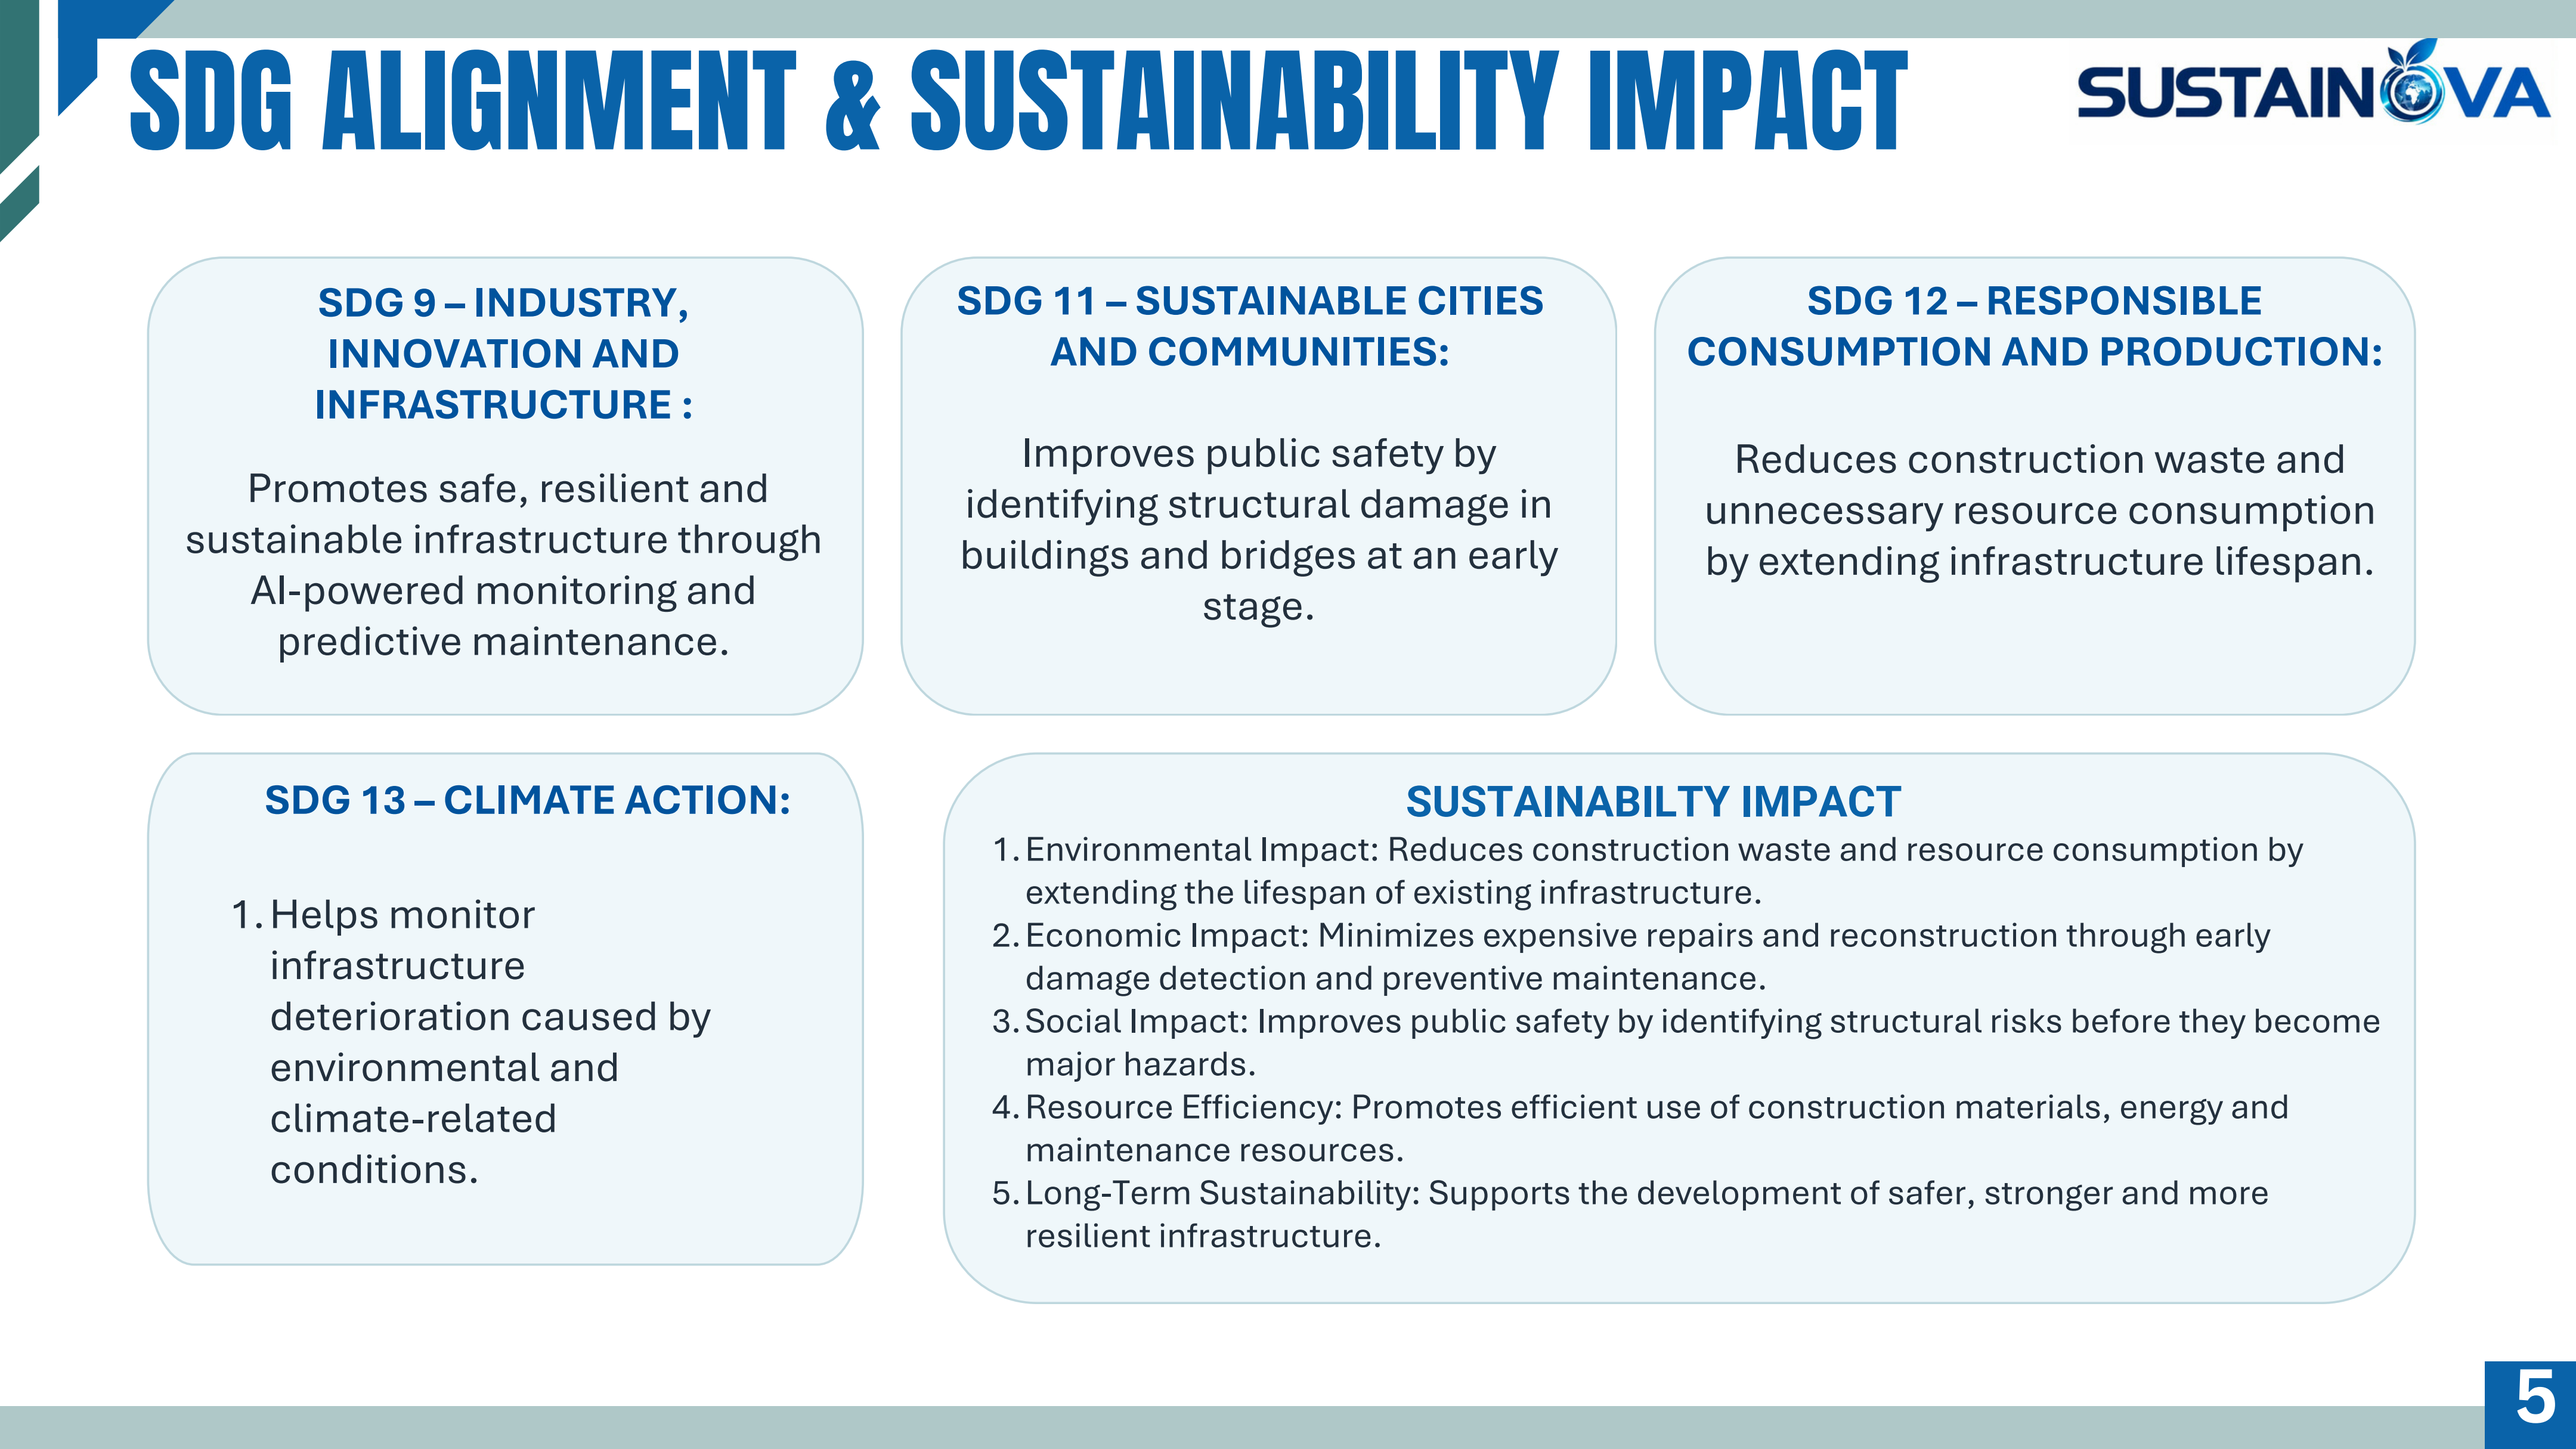 SDG ALIGNMENT & SUSTAINABILITY IMPACT
SUSTAINOVA
SDG 9 – INDUSTRY,
INNOVATION AND
INFRASTRUCTURE :
Promotes safe, resilient and
sustainable infrastructure through
AI-powered monitoring and
predictive maintenance.
SDG 11 – SUSTAINABLE CITIES
AND COMMUNITIES:
Improves public safety by
identifying structural damage in
buildings and bridges at an early
stage.
SDG 12 – RESPONSIBLE
CONSUMPTION AND PRODUCTION:
Reduces construction waste and
unnecessary resource consumption
by extending infrastructure lifespan.
SDG 13 – CLIMATE ACTION:
1. Helps monitor
infrastructure
deterioration caused by
environmental and
climate-related
conditions.
SUSTAINABILTY IMPACT
1. Environmental Impact: Reduces construction waste and resource consumption by
extending the lifespan of existing infrastructure.
2. Economic Impact: Minimizes expensive repairs and reconstruction through early
damage detection and preventive maintenance.
3. Social Impact: Improves public safety by identifying structural risks before they become
major hazards.
4. Resource Efficiency: Promotes efficient use of construction materials, energy and
maintenance resources.
5. Long-Term Sustainability: Supports the development of safer, stronger and more
resilient infrastructure.
5